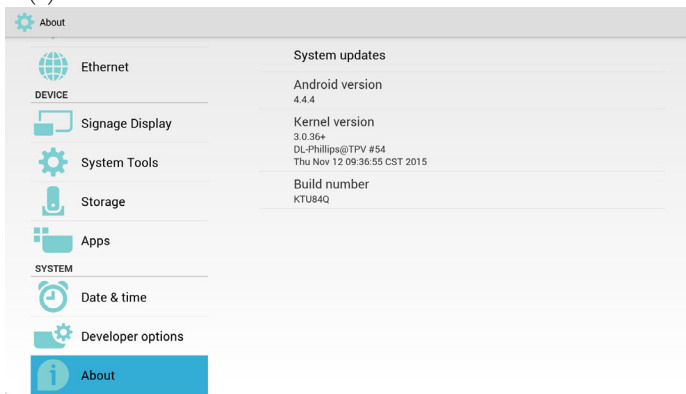 About
Ethernet
DEVICE
Signage Display
System Tools
Storage
Apps
SYSTEM
Date & time
Developer options
About
System updates
Android version
4.4.4
Kernel version
3.0.36+
DL-Phillips@TPV #54
Thu Nov 12 09:36:55 CST 2015
Build number
KTU84Q